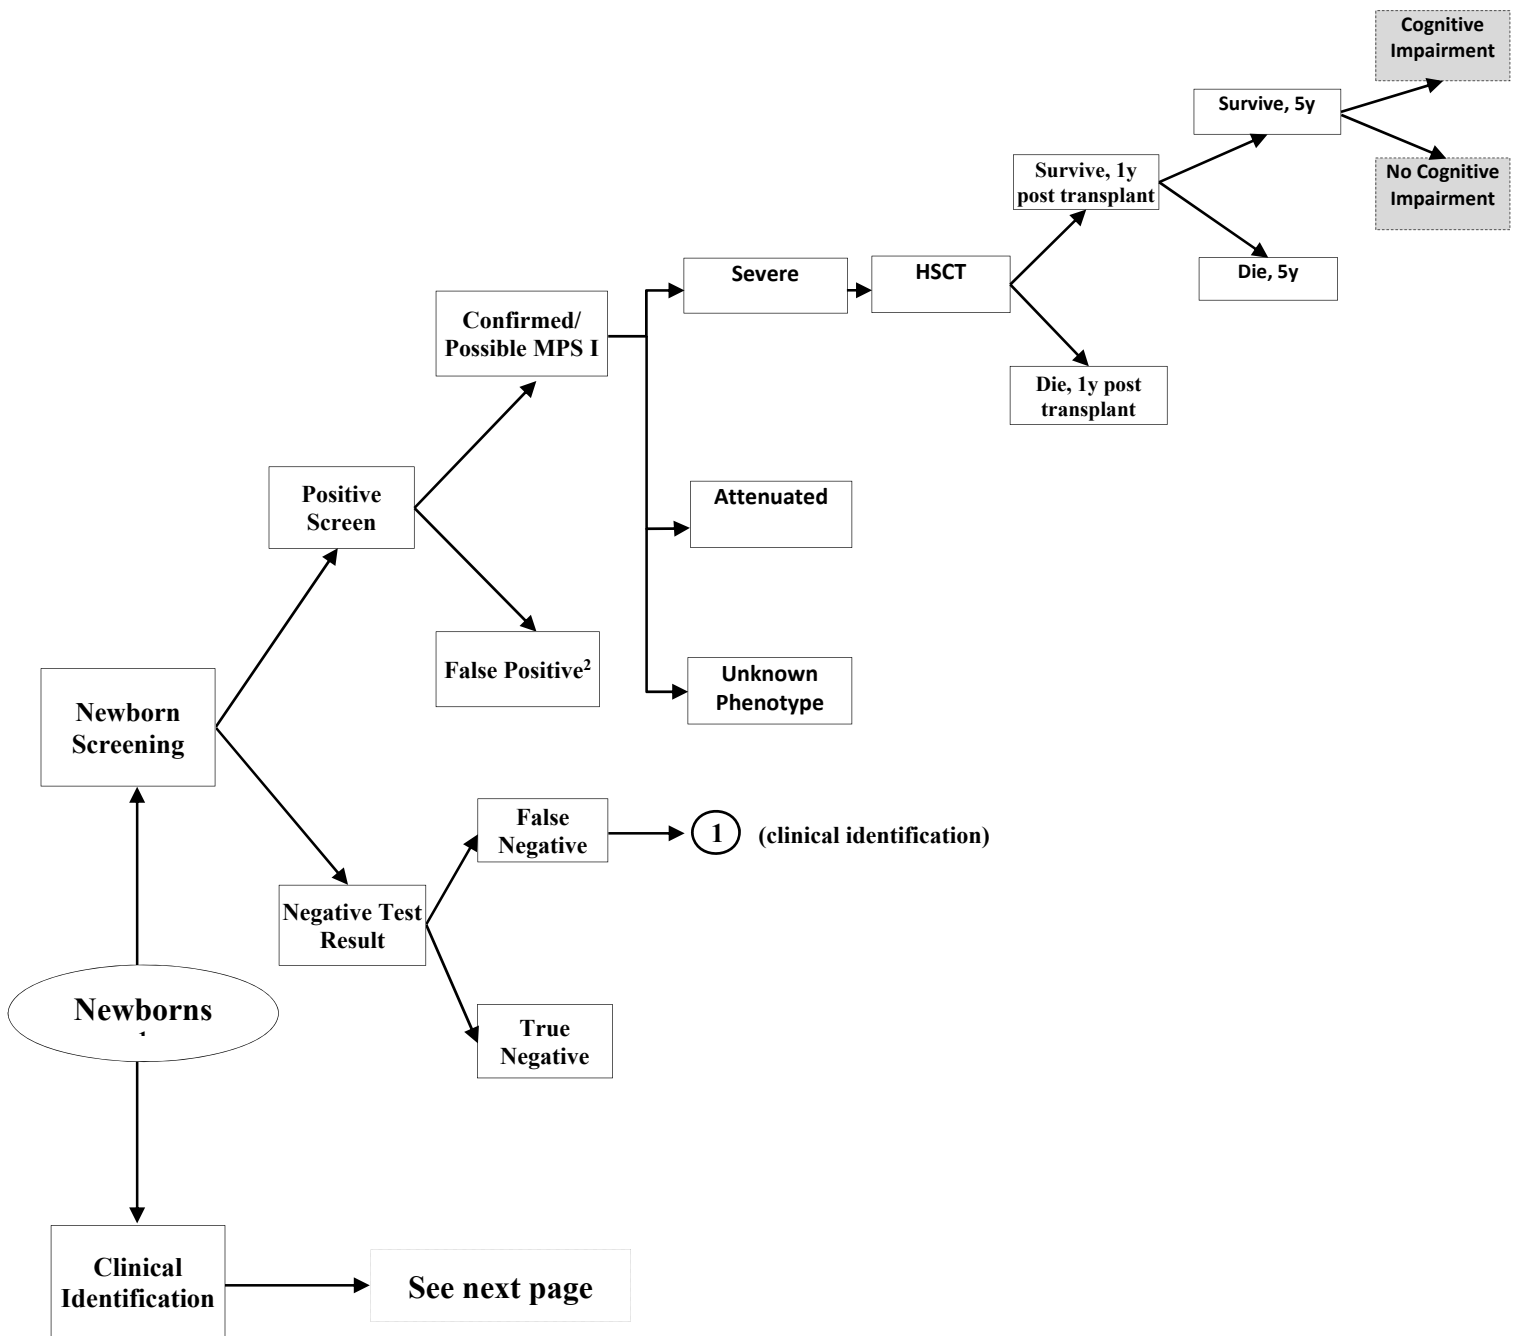 Cognitive
Impairment
Survive, 5y
No Cognitive
Impairment
Survive, 1y
post transplant
Die, 5y
Severe
HSCT
Confirmed/
Possible MPS I
Die, 1y post
transplant
Positive
Screen
Attenuated
False Positive²
Unknown
Phenotype
Newborn
Screening
False
Negative
1 (clinical identification)
Negative Test
Result
True
Negative
Newborns
Clinical
Identification
See next page